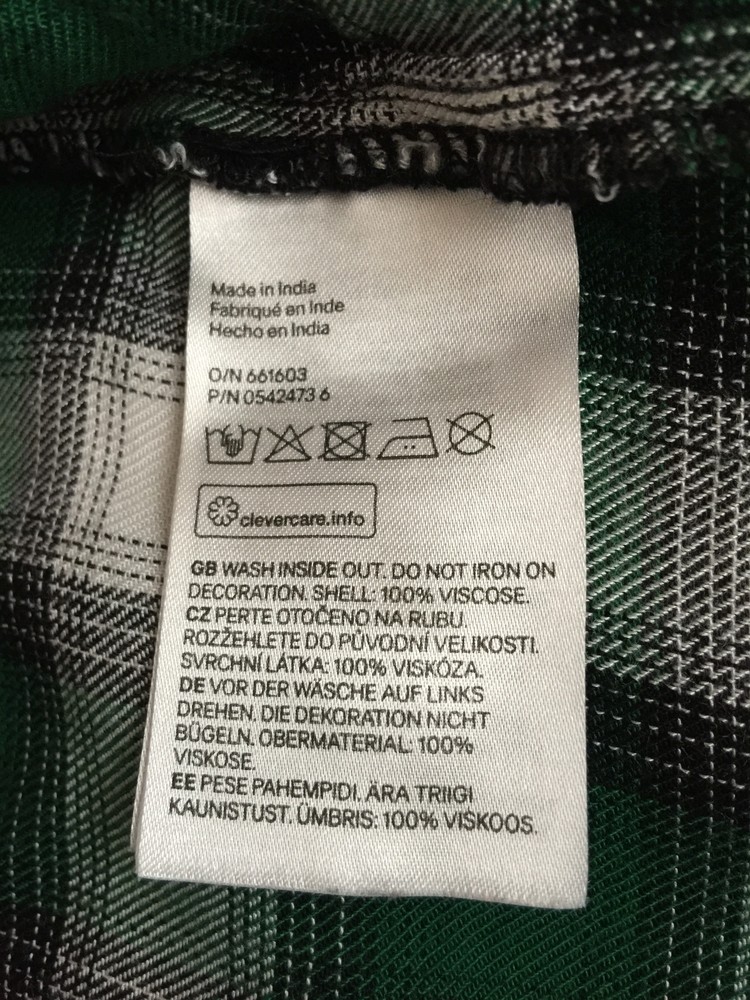 Made in India
Fabriqué en Inde
Hecho en India
O/N 661603
P/N 0542473 6
clevercare.info
GB WASH INSIDE OUT. DO NOT IRON ON
DECORATION. SHELL: 100% VISCOSE.
CZ PERTE OTOČENO NA RUBU.
ROZŽEHLETE DO PŮVODNÍ VELIKOSTI.
SVRCHNÍ LÁTKA: 100% VISKÓZA.
DE VOR DER WÄSCHE AUF LINKS
DREHEN. DIE DEKORATION NICHT
BÜGELN. OBERMATERIAL: 100%
VISKOSE.
EE PESE PAHEMPIDI. ÄRA TRIIGI
KAUNISTUST. ÜMBRIS: 100% VISKOOS.